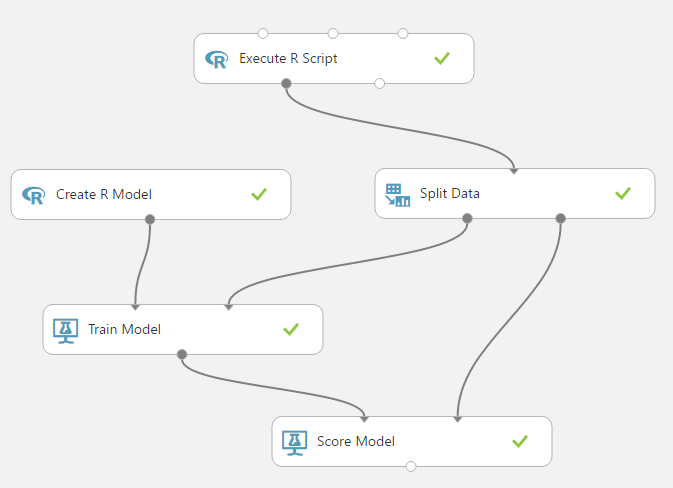 Execute R Script
Create R Model
Split Data
Train Model
Score Model